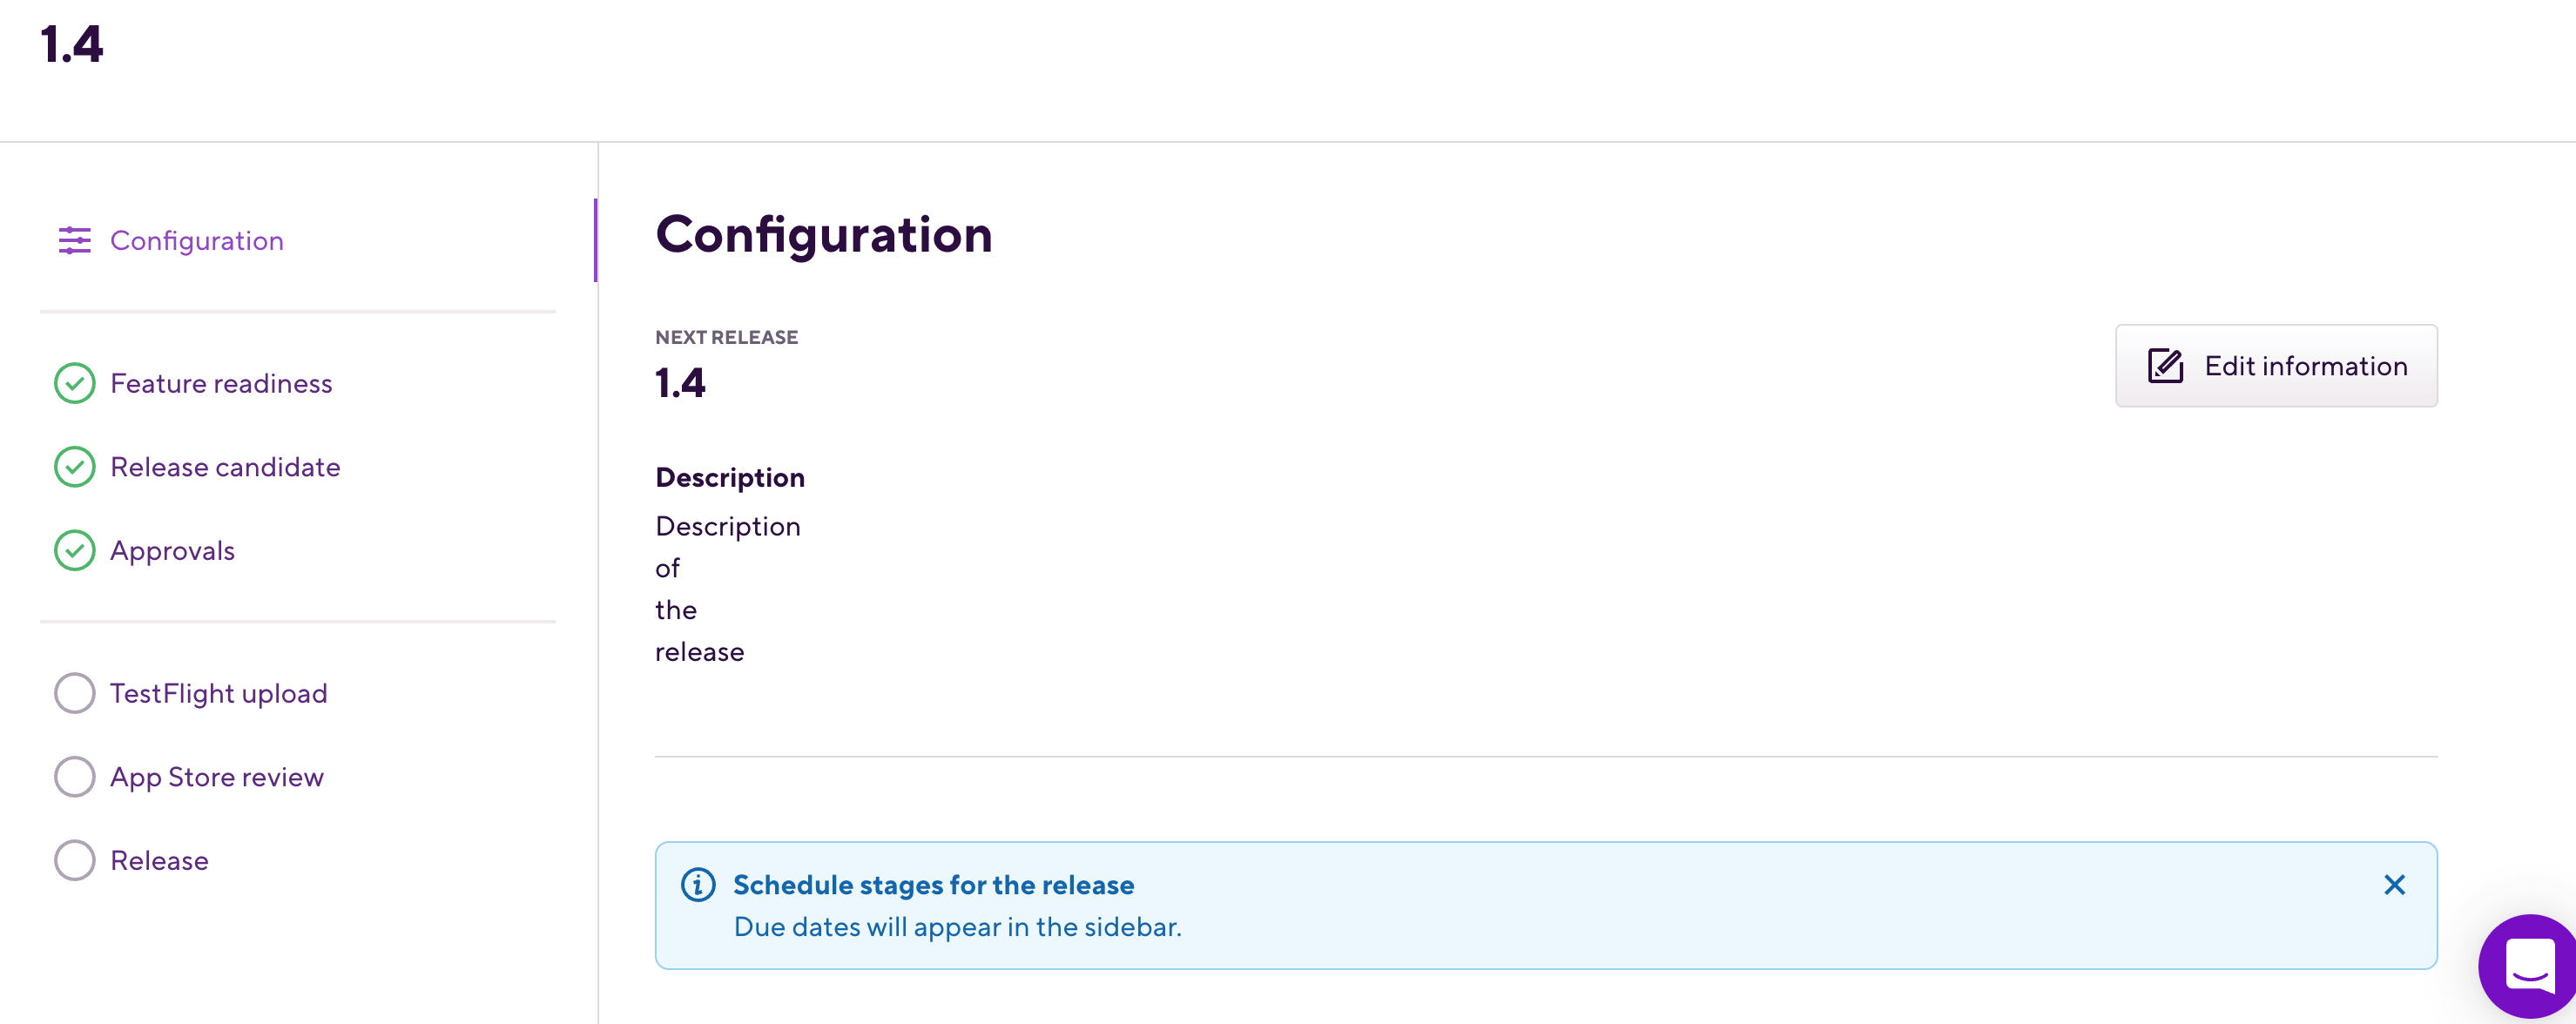 1.4
Configuration
Feature readiness
Release candidate
Approvals
TestFlight upload
App Store review
Release
Configuration
NEXT RELEASE
1.4
Edit information
Description
Description
of
the
release
Schedule stages for the release
Due dates will appear in the sidebar.